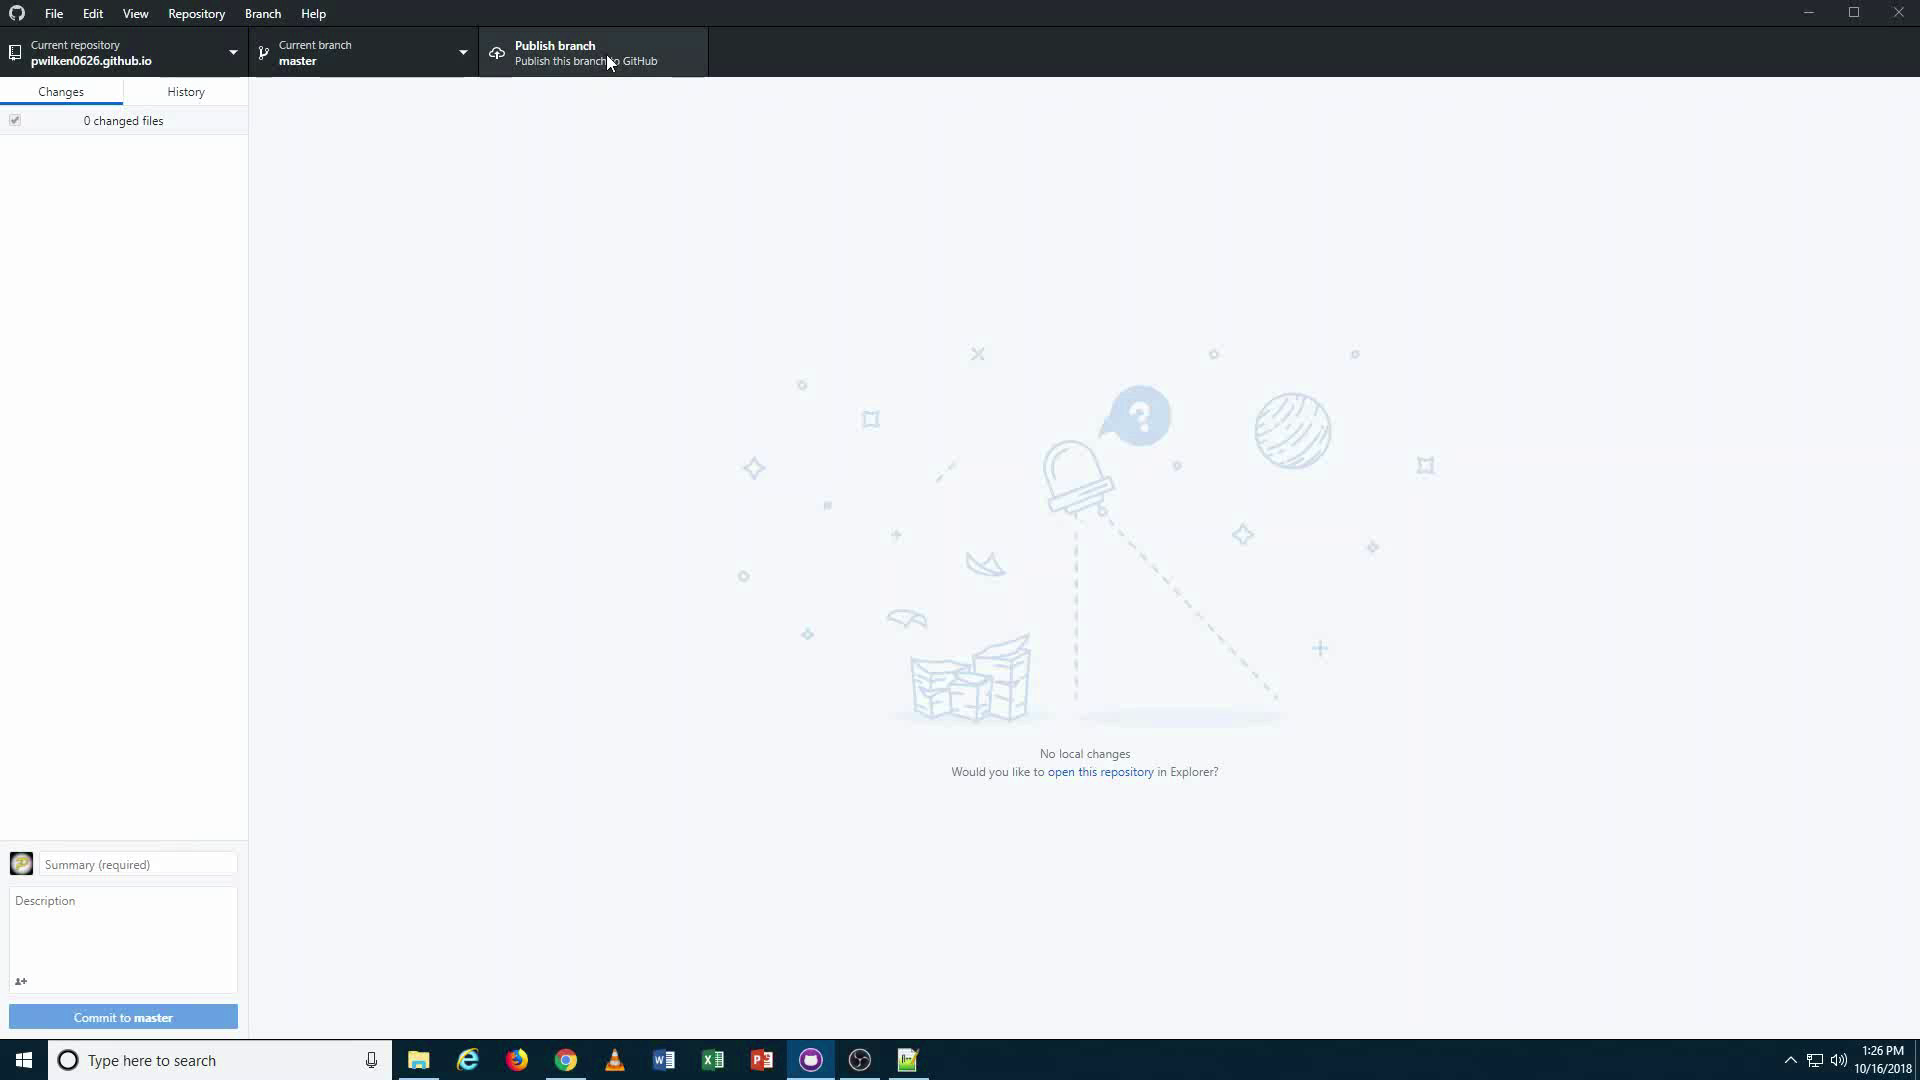 File Edit View Repository Branch Help
Current repository
pwilken0626.github.io
Current branch
master
Publish branch
Publish this branch to GitHub
Changes
History
0 changed files
?
No local changes
Would you like to open this repository in Explorer?
Summary (required)
Description
Commit to master
Type here to search
1:26 PM
10/16/2018